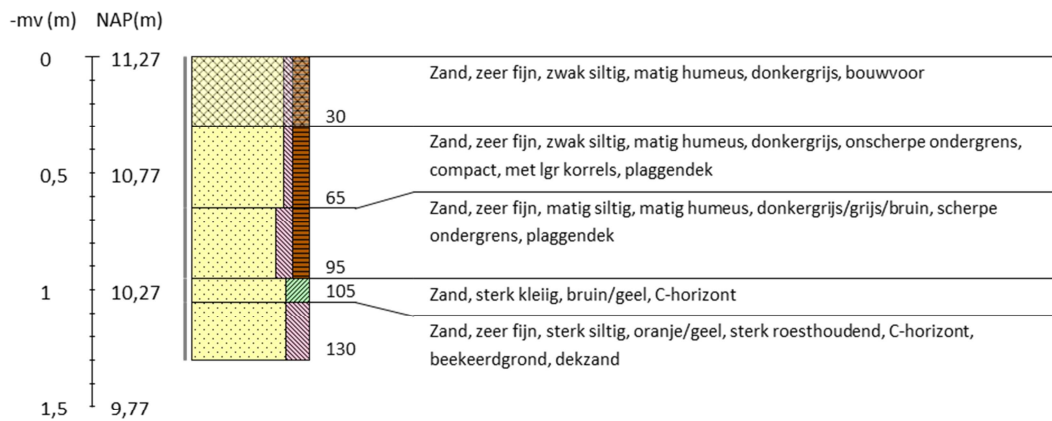 -mv (m) NAP(m)
0 11,27
Zand, zeer fijn, zwak siltig, matig humeus, donkergrijs, bouwvoor
30
Zand, zeer fijn, zwak siltig, matig humeus, donkergrijs, onscherpe ondergrens,
compact, met lgr korrels, plaggendek
0,5 10,77
65
Zand, zeer fijn, matig siltig, matig humeus, donkergrijs/grijs/bruin, scherpe
ondergrens, plaggendek
95
1 10,27
105
Zand, sterk kleiig, bruin/geel, C-horizont
Zand, zeer fijn, sterk siltig, oranje/geel, sterk roesthoudend, C-horizont,
beekeerdgrond, dekzand
130
1,5 9,77